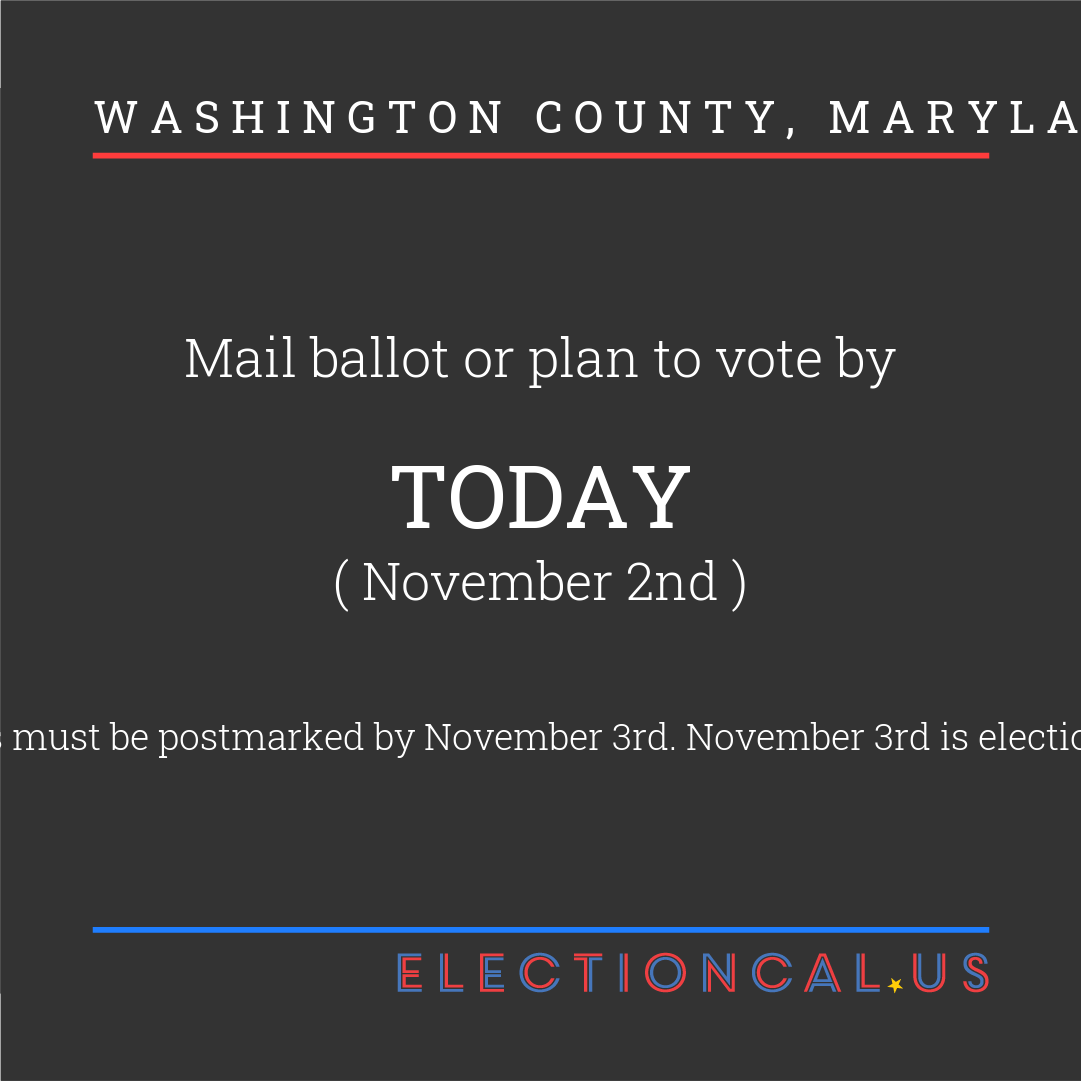 WASHINGTON COUNTY, MARYLA
Mail ballot or plan to vote by
TODAY
( November 2nd )
s must be postmarked by November 3rd. November 3rd is electio
ELECTIONCAL.US